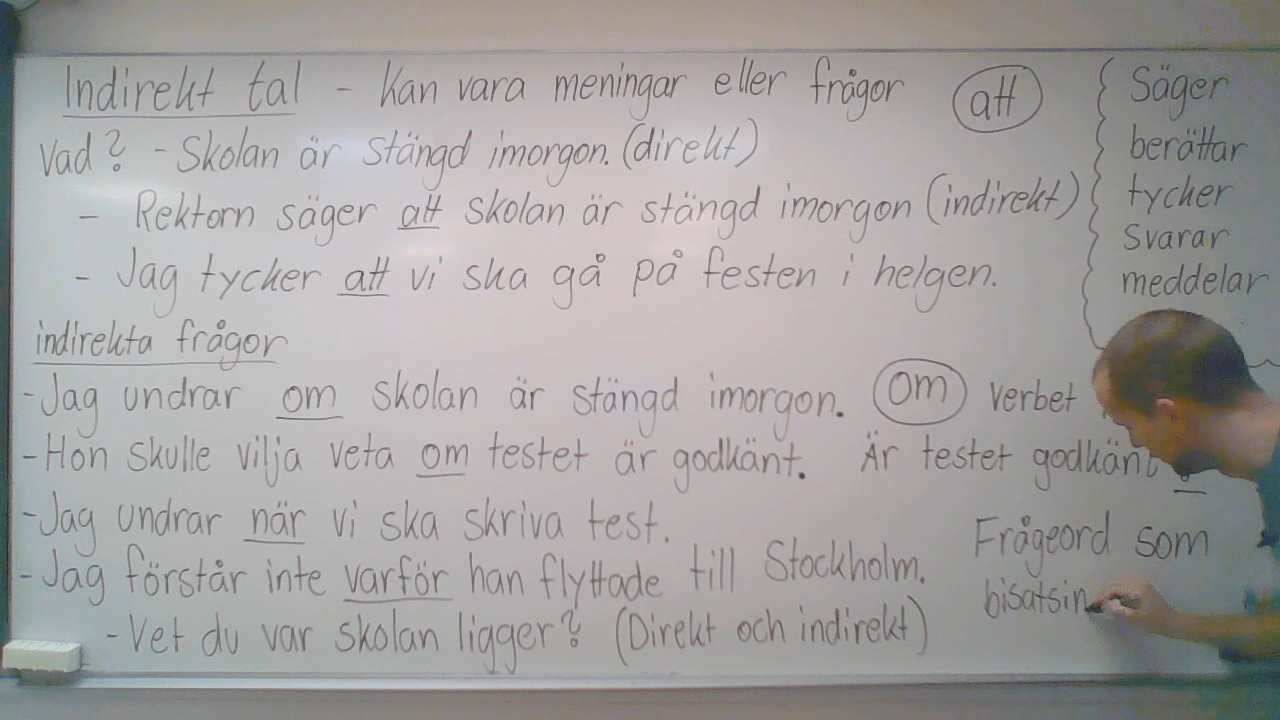 Indirekt tal - Kan vara meningar eller frågor att
Vad? - Skolan är stängd imorgon. (direkt)
- Rektorn säger att skolan är stängd imorgon (indirekt)
- Jag tycker att vi ska gå på festen i helgen.
Säger
berättar
tycker
Svarar
meddelar
indirekta frågor
- Jag undrar om skolan är stängd imorgon. om verbet
- Hon skulle vilja veta om testet är godkänt. Är testet godkänt
- Jag undrar när vi ska skriva test.
- Jag förstår inte varför han flyttade till Stockholm.
- Vet du var skolan ligger? (Direkt och indirekt)
Frågeord som
bisatsin